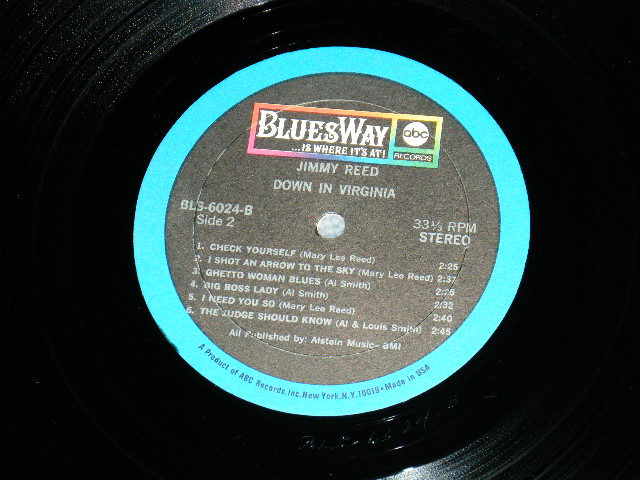 BLUESWAY
...IS WHERE IT'S AT!
abc
RECORDS
JIMMY REED
DOWN IN VIRGINIA
BLS-6024-B
Side 2
33⅓ RPM
STEREO
1. CHECK YOURSELF (Mary Lee Reed) 2:25
2. I SHOT AN ARROW TO THE SKY (Mary Lee Reed) 2:37
3. GHETTO WOMAN BLUES (Al Smith) 2:25
4. BIG BOSS LADY (Al Smith) 2:32
5. I NEED YOU SO (Mary Lee Reed) 2:40
6. THE JUDGE SHOULD KNOW (Al & Louis Smith) 2:45
All Published by: Alstein Music- BMI
A Product of ABC Records, Inc. New York, N.Y. 10019 • Made in USA